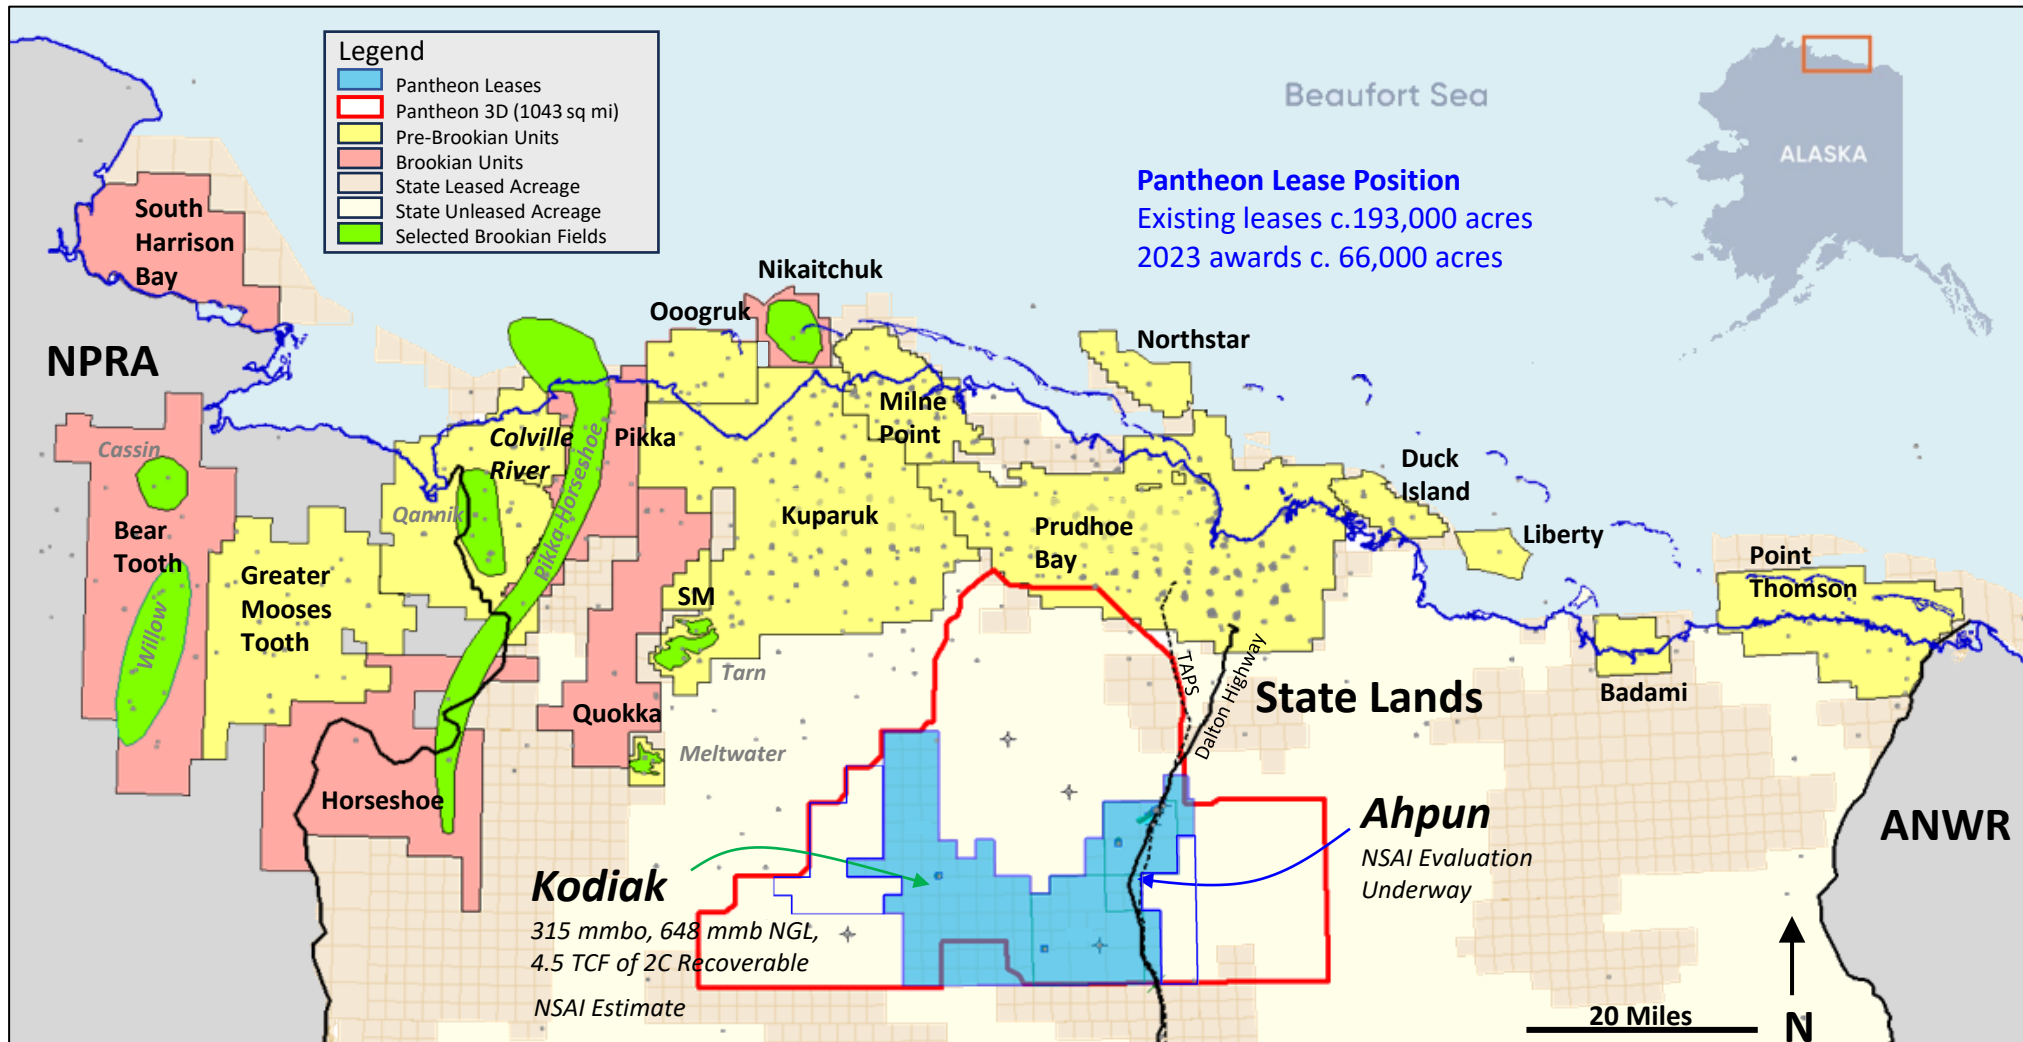 Legend
Pantheon Leases
Pantheon 3D (1043 sq mi)
Pre-Brookian Units
Brookian Units
State Leased Acreage
State Unleased Acreage
Selected Brookian Fields
Beaufort Sea
ALASKA
Pantheon Lease Position
Existing leases c.193,000 acres
2023 awards c. 66,000 acres
South
Harrison
Bay
Nikaitchuk
Ooogruk
Northstar
NPRA
Milne
Point
Colville
River
Pikka
Pikka-Horseshoe
Cassin
Qannik
Duck
Island
Bear
Tooth
Kuparuk
Prudhoe
Bay
Liberty
Point
Thomson
Greater
Mooses
Tooth
SM
Willow
Tarn
TAPS
Dalton Highway
State Lands
Badami
Quokka
Meltwater
Horseshoe
Ahpun
NSAI Evaluation
Underway
ANWR
Kodiak
315 mmbo, 648 mmb NGL,
4.5 TCF of 2C Recoverable
NSAI Estimate
20 Miles
N